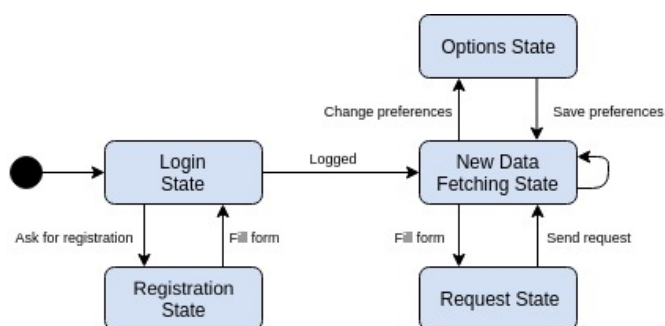 Options State
Change preferences
Save preferences
Login
State
Logged
New Data
Fetching State
Ask for registration
Fill form
Fill form
Send request
Registration
State
Request State